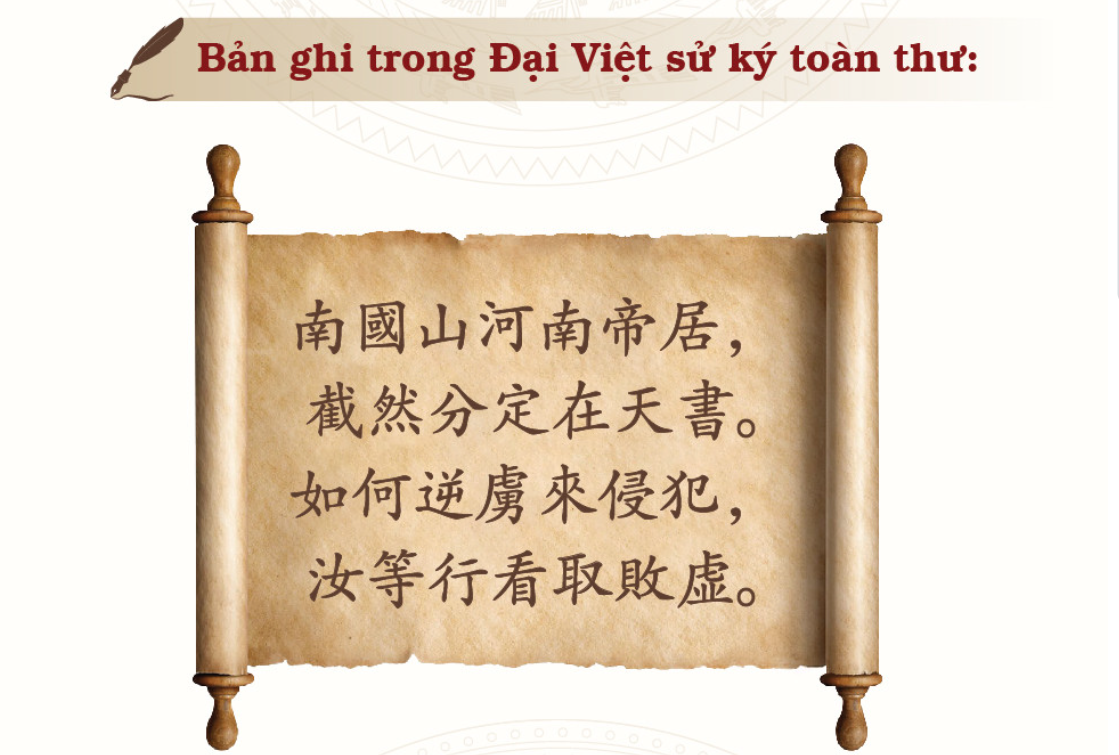 Bản ghi trong Đại Việt sử ký toàn thư:
南國山河南帝居，
截然分定在天書。
如何逆虜來侵犯，
汝等行看取敗虛。